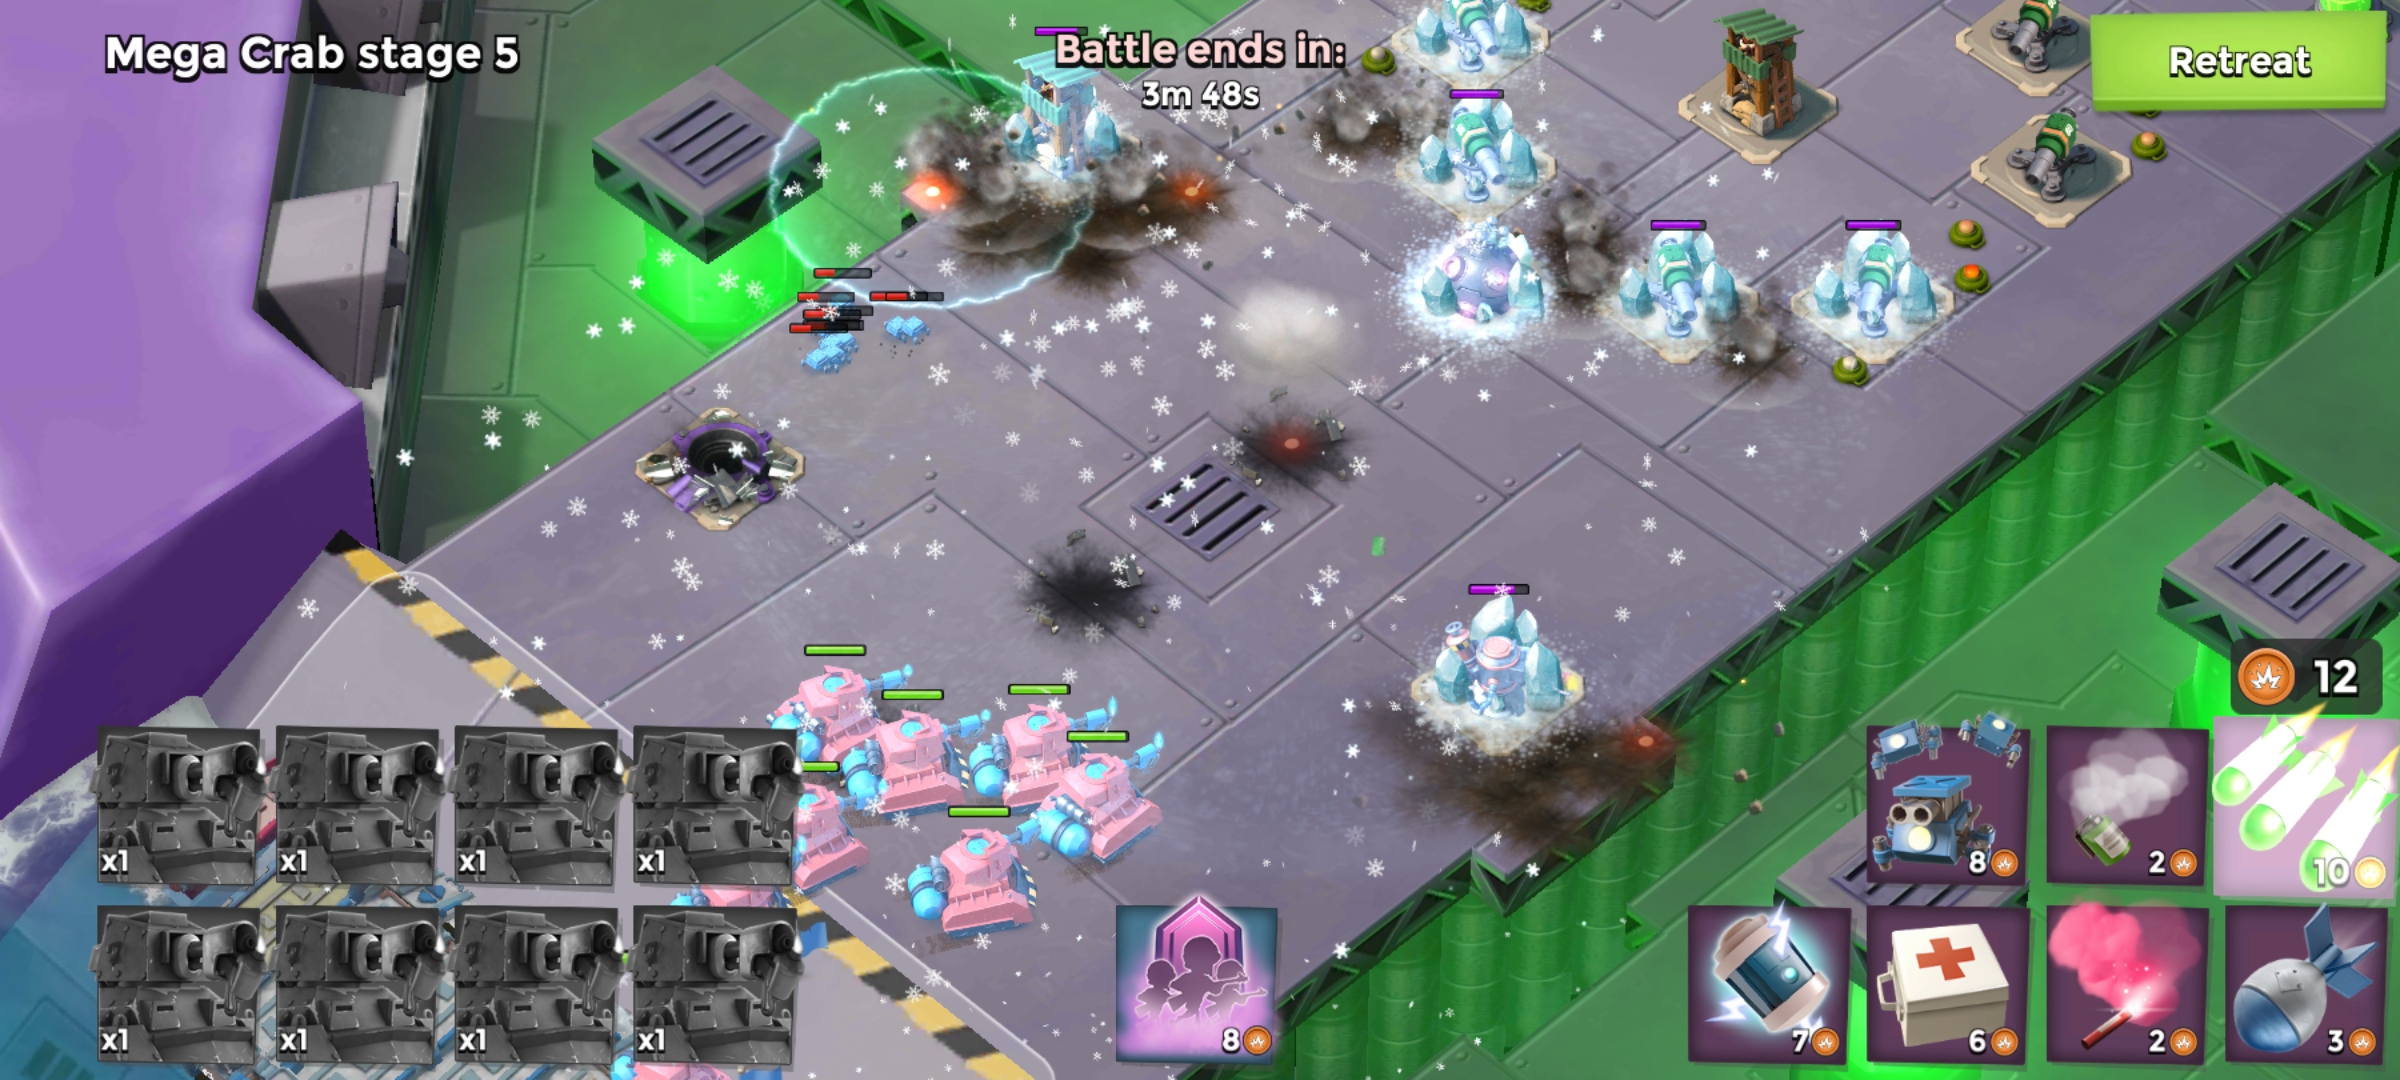 Mega Crab stage 5
Battle ends in:
3m 48s
Retreat
12
x1
x1
x1
x1
8
2
10
x1
x1
x1
x1
8
7
6
2
3